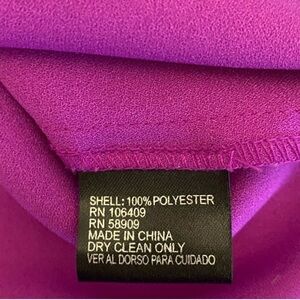 SHELL: 100% POLYESTER
RN 106409
RN 58909
MADE IN CHINA
DRY CLEAN ONLY
VER AL DORSO PARA CUIDADO